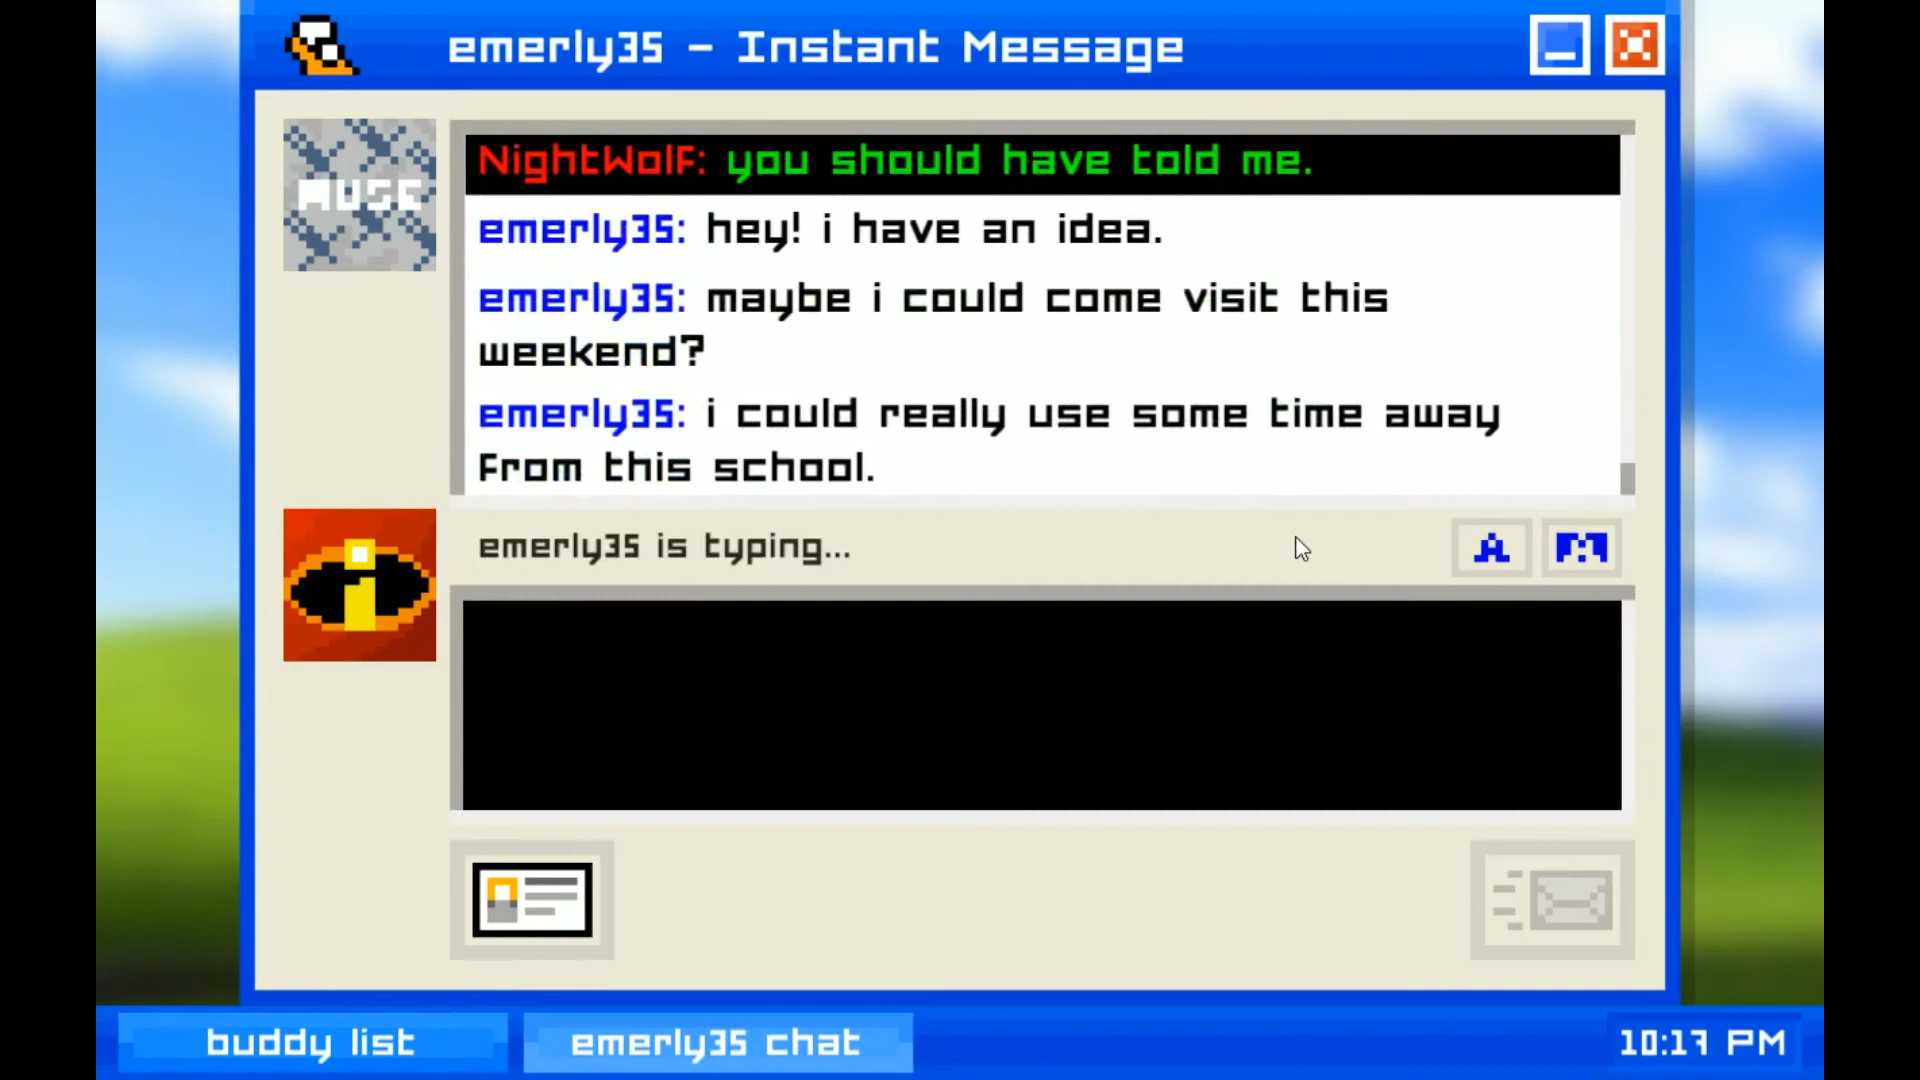 emerly35 - Instant Message
MUSE
NightWolf: you should have told me.
emerly35: hey! i have an idea.
emerly35: maybe i could come visit this
weekend?
emerly35: i could really use some time away
from this school.
emerly35 is typing...
A
i
buddy list
emerly35 chat
10:17 PM